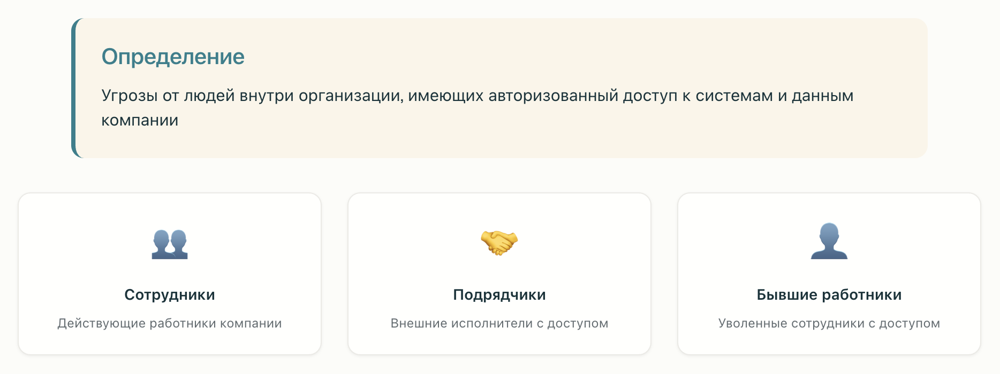 Определение
Угрозы от людей внутри организации, имеющих авторизованный доступ к системам и данным
компании
Сотрудники
Действующие работники компании
Подрядчики
Внешние исполнители с доступом
Бывшие работники
Уволенные сотрудники с доступом